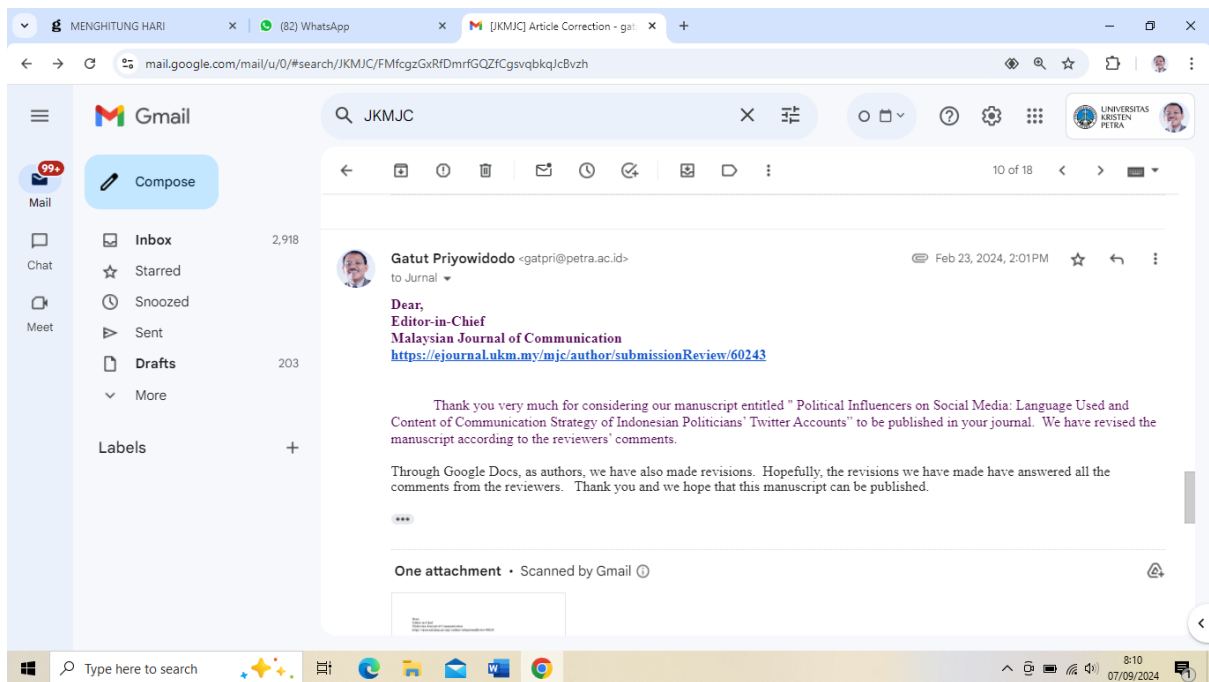 MENGHITUNG HARI
(82) WhatsApp
[JKMJC] Article Correction - gat
mail.google.com/mail/u/0/#search/JKMJC/FMfcgzGxRfDmrfGQZfCgsvqbkqJcBvzh
Gmail
JKMJC
UNIVERSITAS
KRISTEN
PETRA
99+
Mail
Chat
Meet
Compose
Inbox 2,918
Starred
Snoozed
Sent
Drafts 203
More
Labels
10 of 18
Gatut Priyowidodo <gatpri@petra.ac.id>
Feb 23, 2024, 2:01 PM
to Jurnal
Dear,
Editor-in-Chief
Malaysian Journal of Communication
https://ejournal.ukm.my/mjc/author/submissionReview/60243
Thank you very much for considering our manuscript entitled " Political Influencers on Social Media: Language Used and
Content of Communication Strategy of Indonesian Politicians’ Twitter Accounts” to be published in your journal. We have revised the
manuscript according to the reviewers’ comments.
Through Google Docs, as authors, we have also made revisions. Hopefully, the revisions we have made have answered all the
comments from the reviewers. Thank you and we hope that this manuscript can be published.
One attachment • Scanned by Gmail
Type here to search
8:10
07/09/2024
1